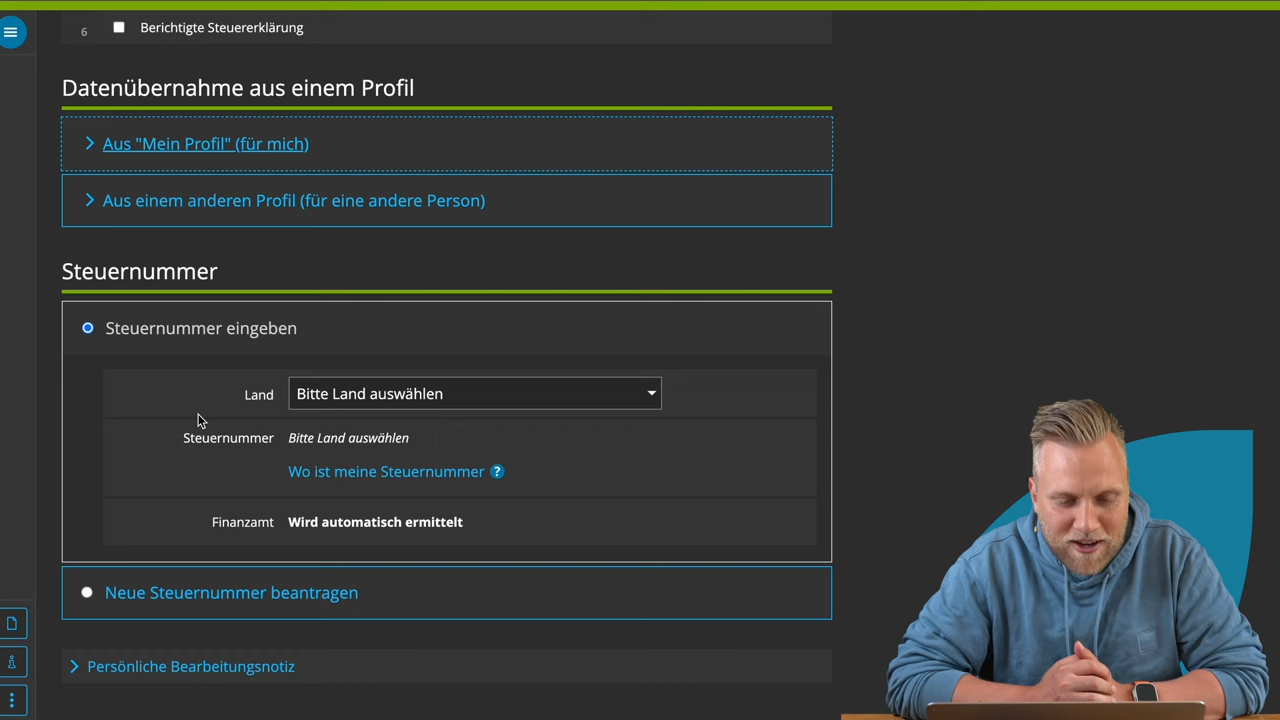 6 Berichtigte Steuererklärung
Datenübernahme aus einem Profil
Aus "Mein Profil" (für mich)
Aus einem anderen Profil (für eine andere Person)
Steuernummer
Steuernummer eingeben
Land Bitte Land auswählen
Steuernummer Bitte Land auswählen
Wo ist meine Steuernummer ?
Finanzamt Wird automatisch ermittelt
Neue Steuernummer beantragen
Persönliche Bearbeitungsnotiz